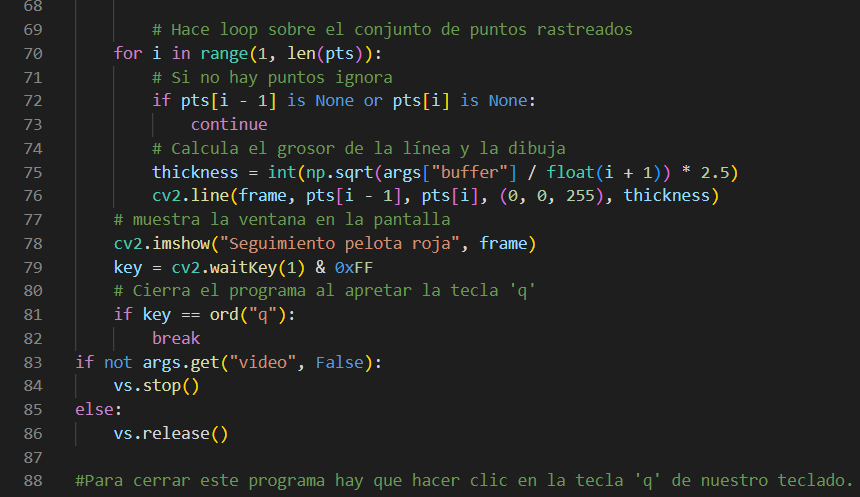 68
69 # Hace loop sobre el conjunto de puntos rastreados
70 for i in range(1, len(pts)):
71 # Si no hay puntos ignora
72 if pts[i - 1] is None or pts[i] is None:
73 continue
74 # Calcula el grosor de la línea y la dibuja
75 thickness = int(np.sqrt(args["buffer"] / float(i + 1)) * 2.5)
76 cv2.line(frame, pts[i - 1], pts[i], (0, 0, 255), thickness)
77 # muestra la ventana en la pantalla
78 cv2.imshow("Seguimiento pelota roja", frame)
79 key = cv2.waitKey(1) & 0xFF
80 # Cierra el programa al apretar la tecla 'q'
81 if key == ord("q"):
82 break
83 if not args.get("video", False):
84 vs.stop()
85 else:
86 vs.release()
87
88 #Para cerrar este programa hay que hacer clic en la tecla 'q' de nuestro teclado.